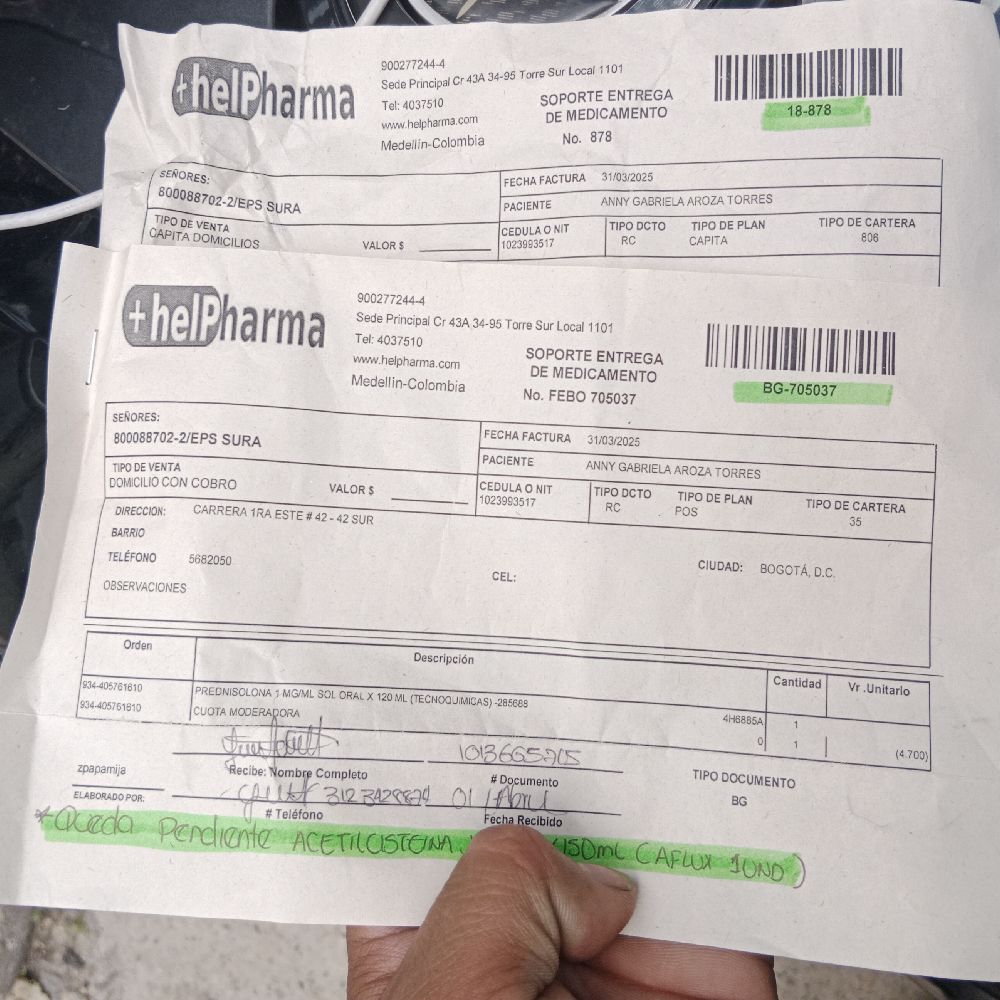 +helPharma
900277244-4
Sede Principal Cr 43A 34-95 Torre Sur Local 1101
Tel: 4037510
www.helpharma.com
Medellin-Colombia
SOPORTE ENTREGA
DE MEDICAMENTO
No. 878
18-878
SEÑORES:
800088702-2/EPS SURA
FECHA FACTURA 31/03/2025
PACIENTE ANNY GABRIELA AROZA TORRES
TIPO DE VENTA
CAPITA DOMICILIOS
VALOR $
CEDULA O NIT
1023993517
TIPO DCTO
RC
TIPO DE PLAN
CAPITA
TIPO DE CARTERA
806
+helPharma
900277244-4
Sede Principal Cr 43A 34-95 Torre Sur Local 1101
Tel: 4037510
www.helpharma.com
Medellin-Colombia
SOPORTE ENTREGA
DE MEDICAMENTO
No. FEBO 705037
BG-705037
SEÑORES:
800088702-2/EPS SURA
FECHA FACTURA 31/03/2025
PACIENTE ANNY GABRIELA AROZA TORRES
TIPO DE VENTA
DOMICILIO CON COBRO
VALOR $
CEDULA O NIT
1023993517
TIPO DCTO
RC
TIPO DE PLAN
POS
TIPO DE CARTERA
35
DIRECCION: CARRERA 1RA ESTE # 42 - 42 SUR
BARRIO
TELÉFONO 5682050
CEL:
CIUDAD: BOGOTÁ, D.C.
OBSERVACIONES
Orden Descripción Cantidad Vr .Unitario
934-405761610 PREDNISOLONA 1 MG/ML SOL ORAL X 120 ML (TECNOQUIMICAS) -285688 4H6885A 1
934-405761610 CUOTA MODERADORA 0 1 (4.700)
1013665205
zpapamija
Recibe: Nombre Completo
# Documento
TIPO DOCUMENTO
BG
ELABORADO POR:
01 / Abril
# Teléfono
Fecha Recibido
*Queda Pendiente ACETILCISTEINA 150ML (AFLUX 1UND)